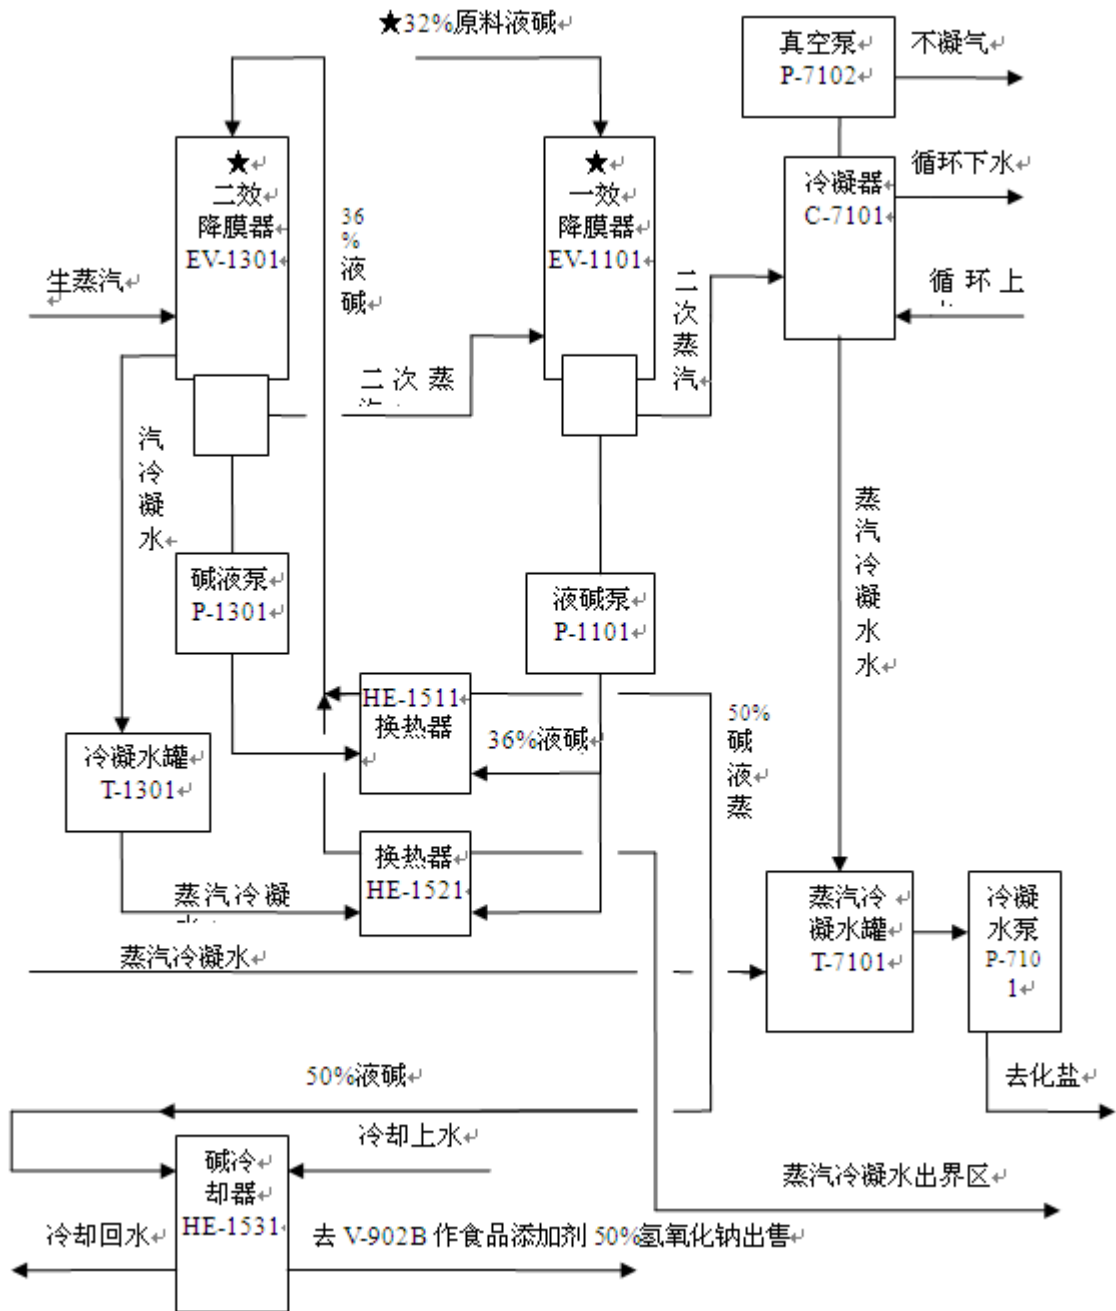 ★32%原料液碱
真空泵
P-7102
不凝气
★
二效
降膜器
EV-1301
★
一效
降膜器
EV-1101
冷凝器
C-7101
循环下水
36
%
液
碱
生蒸汽
二
次
蒸
汽
循环上
二次蒸
汽
冷
凝
水
蒸
汽
冷
凝
水
水
碱液泵
P-1301
液碱泵
P-1101
HE-1511
换热器
36%液碱
50%
碱
液
蒸
冷凝水罐
T-1301
换热器
HE-1521
蒸汽冷凝
蒸汽冷
凝水罐
T-7101
冷凝
水泵
P-710
1
蒸汽冷凝水
50%液碱
去化盐
冷却上水
碱冷
却器
HE-1531
蒸汽冷凝水出界区
冷却回水
去 V-902B 作食品添加剂 50%氢氧化钠出售